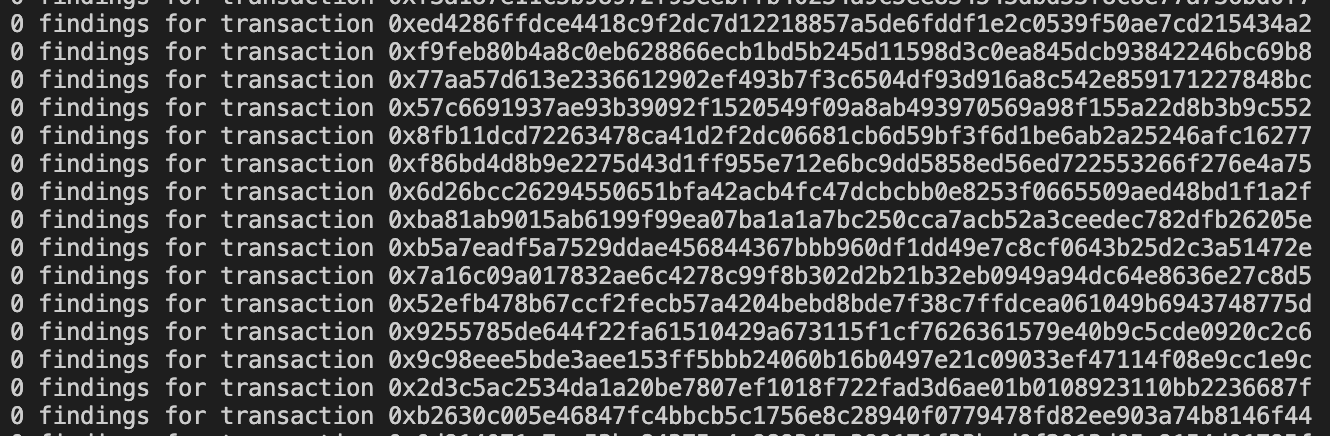 0 findings for transaction 0xed4286ffdce4418c9f2dc7d12218857a5de6fddf1e2c0539f50ae7cd215434a2
0 findings for transaction 0xf9feb80b4a8c0eb628866ecb1bd5b245d11598d3c0ea845dcb93842246bc69b8
0 findings for transaction 0x77aa57d613e2336612902ef493b7f3c6504df93d916a8c542e859171227848bc
0 findings for transaction 0x57c6691937ae93b39092f1520549f09a8ab493970569a98f155a22d8b3b9c552
0 findings for transaction 0x8fb11dcd72263478ca41d2f2dc06681cb6d59bf3f6d1be6ab2a25246afc16277
0 findings for transaction 0xf86bd4d8b9e2275d43d1ff955e712e6bc9dd5858ed56ed722553266f276e4a75
0 findings for transaction 0x6d26bcc26294550651bfa42acb4fc47dcbcbb0e8253f0665509aed48bd1f1a2f
0 findings for transaction 0xba81ab9015ab6199f99ea07ba1a1a7bc250cca7acb52a3ceedec782dfb26205e
0 findings for transaction 0xb5a7eadf5a7529ddae456844367bbb960df1dd49e7c8cf0643b25d2c3a51472e
0 findings for transaction 0x7a16c09a017832ae6c4278c99f8b302d2b21b32eb0949a94dc64e8636e27c8d5
0 findings for transaction 0x52efb478b67ccf2fecb57a4204bebd8bde7f38c7ffdcea061049b6943748775d
0 findings for transaction 0x9255785de644f22fa61510429a673115f1cf7626361579e40b9c5cde0920c2c6
0 findings for transaction 0x9c98eee5bde3aee153ff5bbb24060b16b0497e21c09033ef47114f08e9cc1e9c
0 findings for transaction 0x2d3c5ac2534da1a20be7807ef1018f722fad3d6ae01b0108923110bb2236687f
0 findings for transaction 0xb2630c005e46847fc4bbcb5c1756e8c28940f0779478fd82ee903a74b8146f44